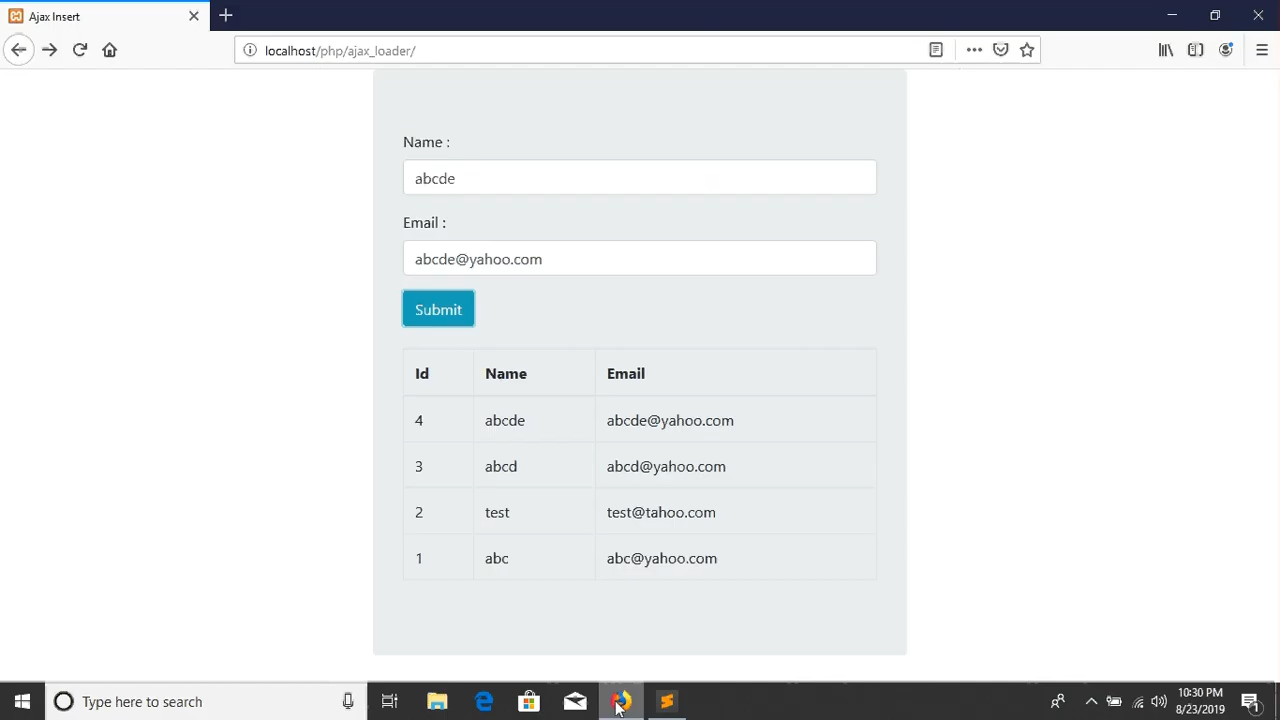 Ajax Insert
localhost/php/ajax_loader/
Name :
abcde
Email :
abcde@yahoo.com
Submit
Id Name Email
4 abcde abcde@yahoo.com
3 abcd abcd@yahoo.com
2 test test@tahoo.com
1 abc abc@yahoo.com
Type here to search
10:30 PM
8/23/2019
1